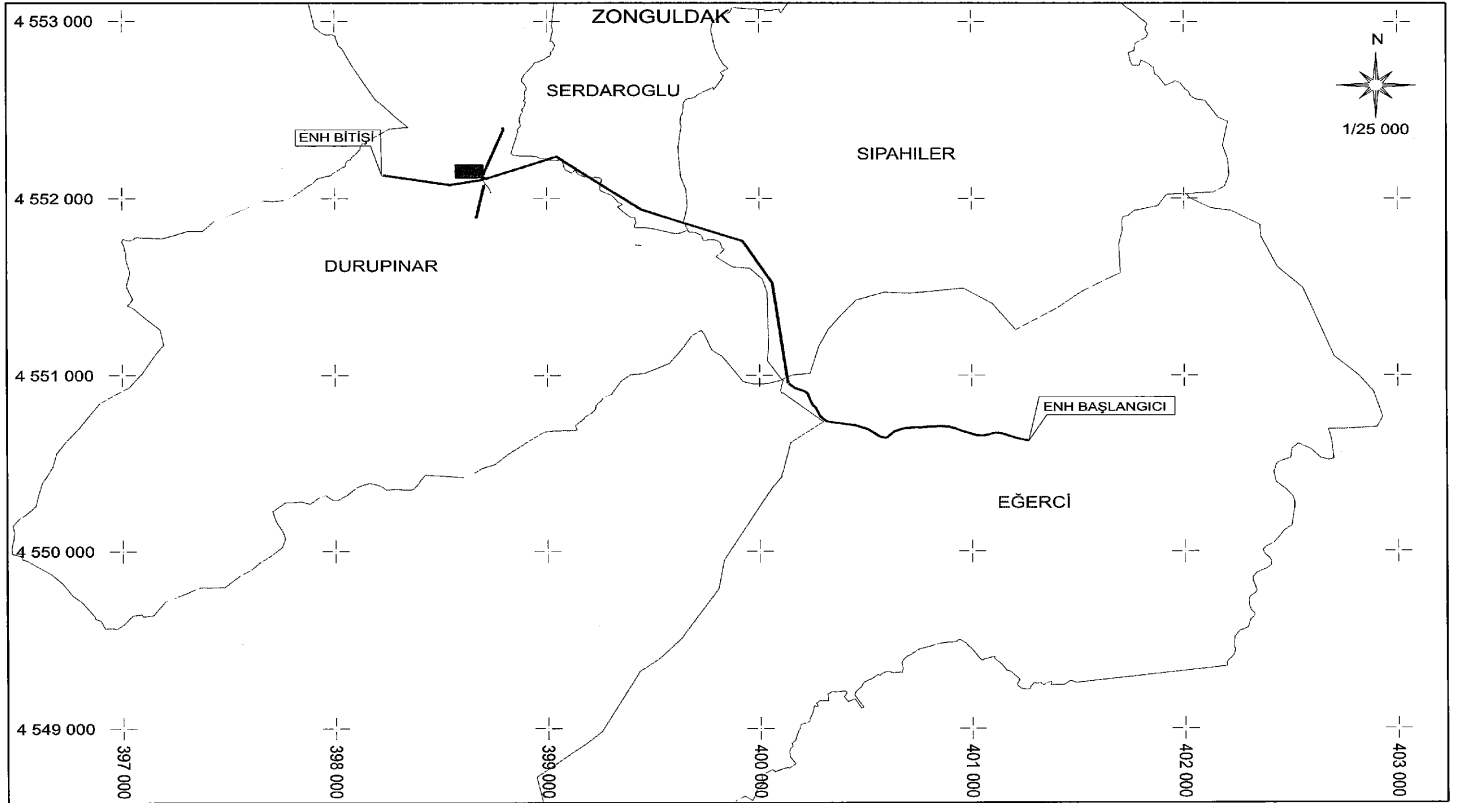 4 553 000
ZONGULDAK
N
SERDAROGLU
1/25 000
ENH BİTİŞİ
SIPAHILER
4 552 000
DURUPINAR
4 551 000
ENH BAŞLANGICI
EĞERCİ
4 550 000
4 549 000
397 000
398 000
399 000
400 000
401 000
402 000
403 000